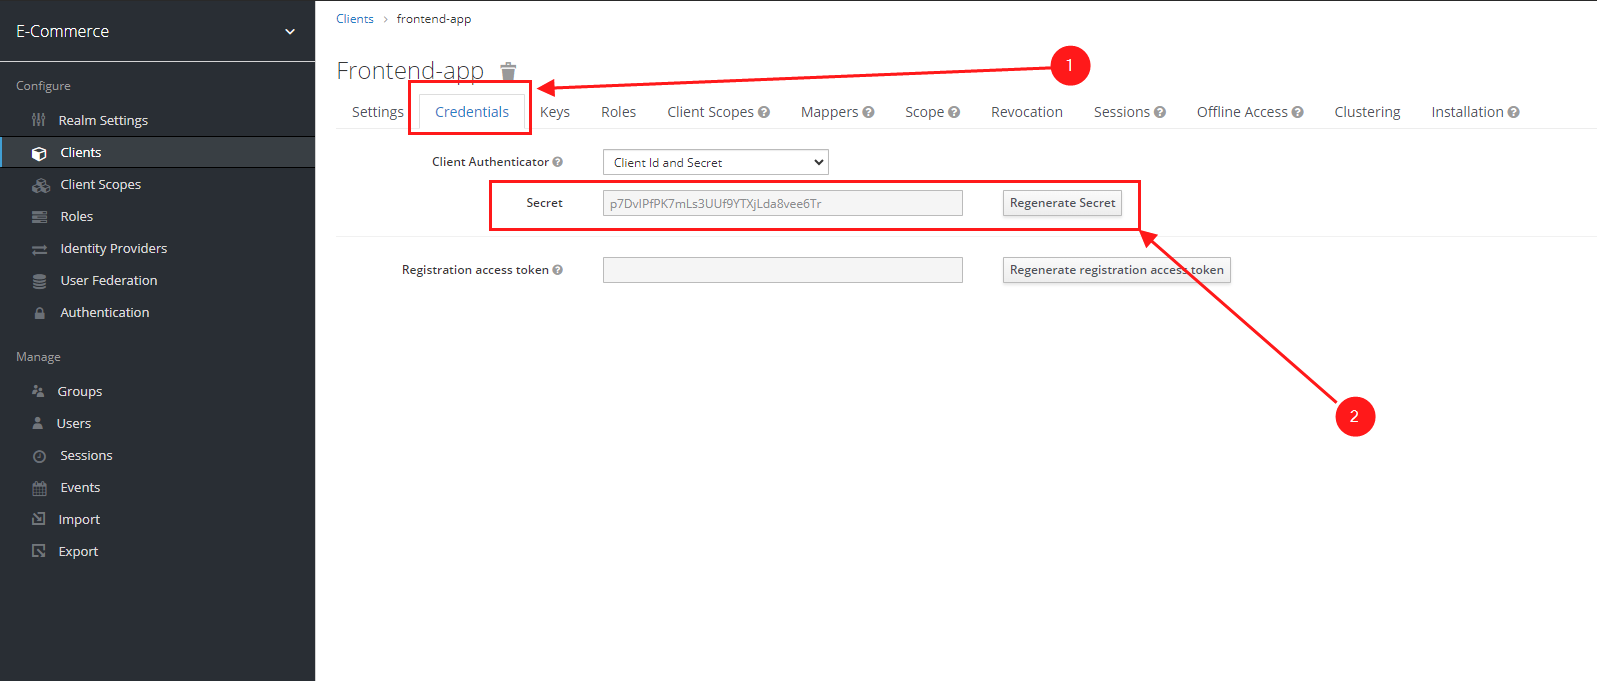 E-Commerce
Configure
Realm Settings
Clients
Client Scopes
Roles
Identity Providers
User Federation
Authentication
Manage
Groups
Users
Sessions
Events
Import
Export
Clients > frontend-app
Frontend-app
1
Settings Credentials Keys Roles Client Scopes Mappers Scope Revocation Sessions Offline Access Clustering Installation
Client Authenticator Client Id and Secret
Secret p7DvIPfPK7mLs3UUf9YTXjLda8vee6Tr Regenerate Secret
Registration access token Regenerate registration access token
2